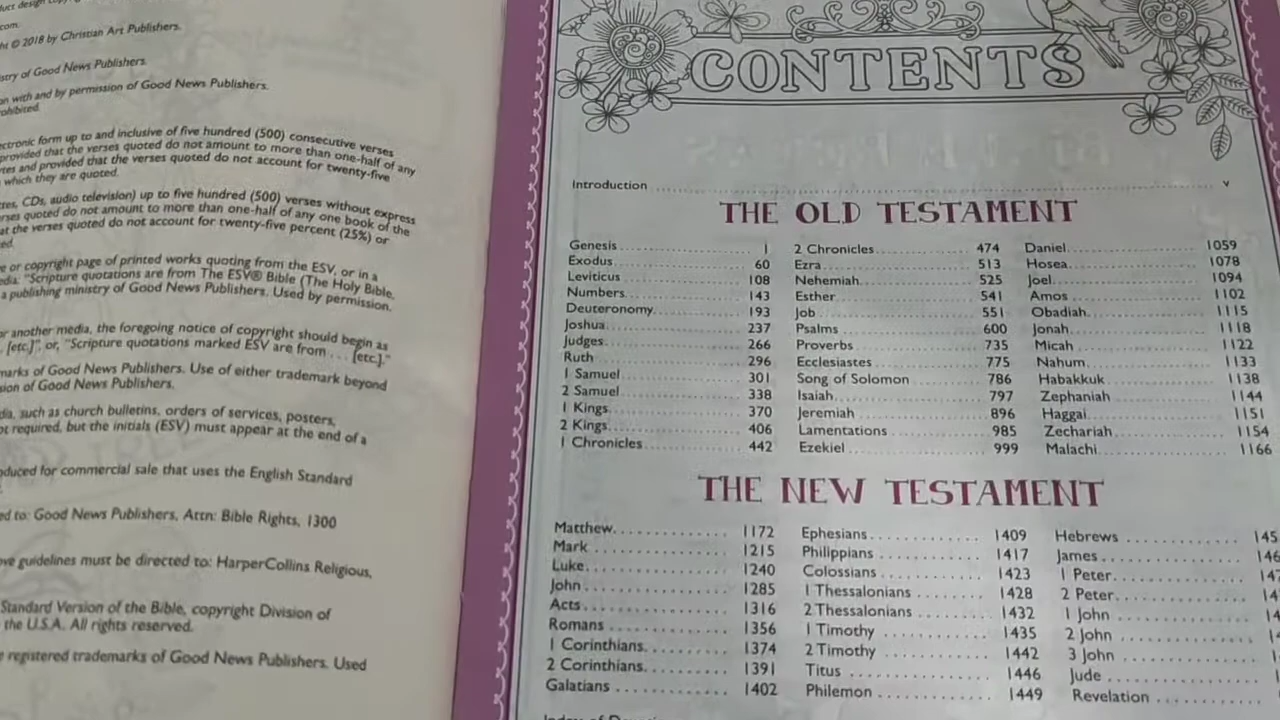 com.
© 2018 by Christian Art Publishers.
of Good News Publishers.
with and by permission of Good News Publishers.
form up to and inclusive of five hundred (500) consecutive verses
provided that the verses quoted do not amount to more than one-half of any
and provided that the verses quoted do not account for twenty-five
which they are quoted.
CDs, audio television) up to five hundred (500) verses without express
quoted do not amount to more than one-half of any one book of the
the verses quoted do not account for twenty-five percent (25%) or
or copyright page of printed works quoting from the ESV, or in a
"Scripture quotations are from The ESV® Bible (The Holy Bible,
a publishing ministry of Good News Publishers. Used by permission.
or another media, the foregoing notice of copyright should begin as
[etc.]", or, "Scripture quotations marked ESV are from . . . [etc.]."
of Good News Publishers. Use of either trademark beyond
of Good News Publishers.
such as church bulletins, orders of services, posters,
required, but the initials (ESV) must appear at the end of a
for commercial sale that uses the English Standard
to: Good News Publishers, Attn: Bible Rights, 1300
guidelines must be directed to: HarperCollins Religious,
Standard Version of the Bible, copyright Division of
the U.S.A. All rights reserved.
registered trademarks of Good News Publishers. Used
CONTENTS
Introduction v
THE OLD TESTAMENT
Genesis 1
Exodus 60
Leviticus 108
Numbers 143
Deuteronomy 193
Joshua 237
Judges 266
Ruth 296
1 Samuel 301
2 Samuel 338
1 Kings 370
2 Kings 406
1 Chronicles 442
2 Chronicles 474
Ezra 513
Nehemiah 525
Esther 541
Job 551
Psalms 600
Proverbs 735
Ecclesiastes 775
Song of Solomon 786
Isaiah 797
Jeremiah 896
Lamentations 985
Ezekiel 999
Daniel 1059
Hosea 1078
Joel 1094
Amos 1102
Obadiah 1115
Jonah 1118
Micah 1122
Nahum 1133
Habakkuk 1138
Zephaniah 1144
Haggai 1151
Zechariah 1154
Malachi 1166
THE NEW TESTAMENT
Matthew 1172
Mark 1215
Luke 1240
John 1285
Acts 1316
Romans 1356
1 Corinthians 1374
2 Corinthians 1391
Galatians 1402
Ephesians 1409
Philippians 1417
Colossians 1423
1 Thessalonians 1428
2 Thessalonians 1432
1 Timothy 1435
2 Timothy 1442
Titus 1446
Philemon 1449
Hebrews
James
1 Peter
2 Peter
1 John
2 John
3 John
Jude
Revelation